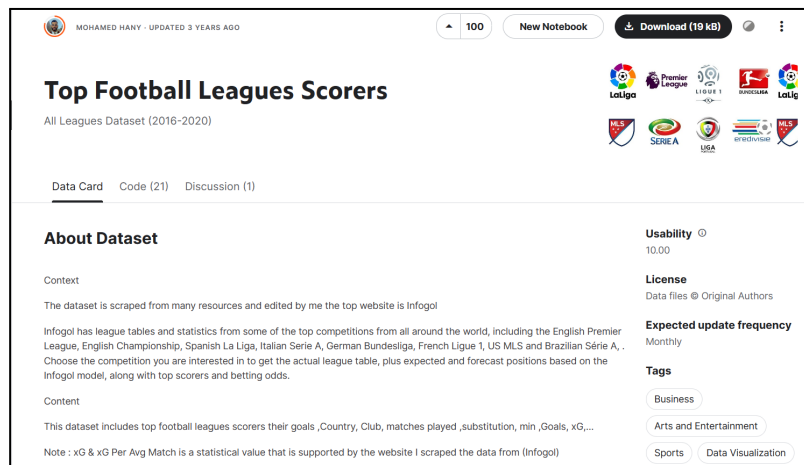 MOHAMED HANY · UPDATED 3 YEARS AGO
100
New Notebook
Download (19 kB)
Top Football Leagues Scorers
All Leagues Dataset (2016-2020)
LaLiga
Premier League
LIGUE 1
BUNDESLIGA
LaLig
MLS
SERIE A
LIGA
eredivisie
MLS
Data Card
Code (21)
Discussion (1)
About Dataset
Context
The dataset is scraped from many resources and edited by me the top website is Infogol
Infogol has league tables and statistics from some of the top competitions from all around the world, including the English Premier
League, English Championship, Spanish La Liga, Italian Serie A, German Bundesliga, French Ligue 1, US MLS and Brazilian Série A, .
Choose the competition you are interested in to get the actual league table, plus expected and forecast positions based on the
Infogol model, along with top scorers and betting odds.
Content
This dataset includes top football leagues scorers their goals ,Country, Club, matches played ,substitution, min ,Goals, xG,...
Note : xG & xG Per Avg Match is a statistical value that is supported by the website I scraped the data from (Infogol)
Usability
10.00
License
Data files © Original Authors
Expected update frequency
Monthly
Tags
Business
Arts and Entertainment
Sports
Data Visualization